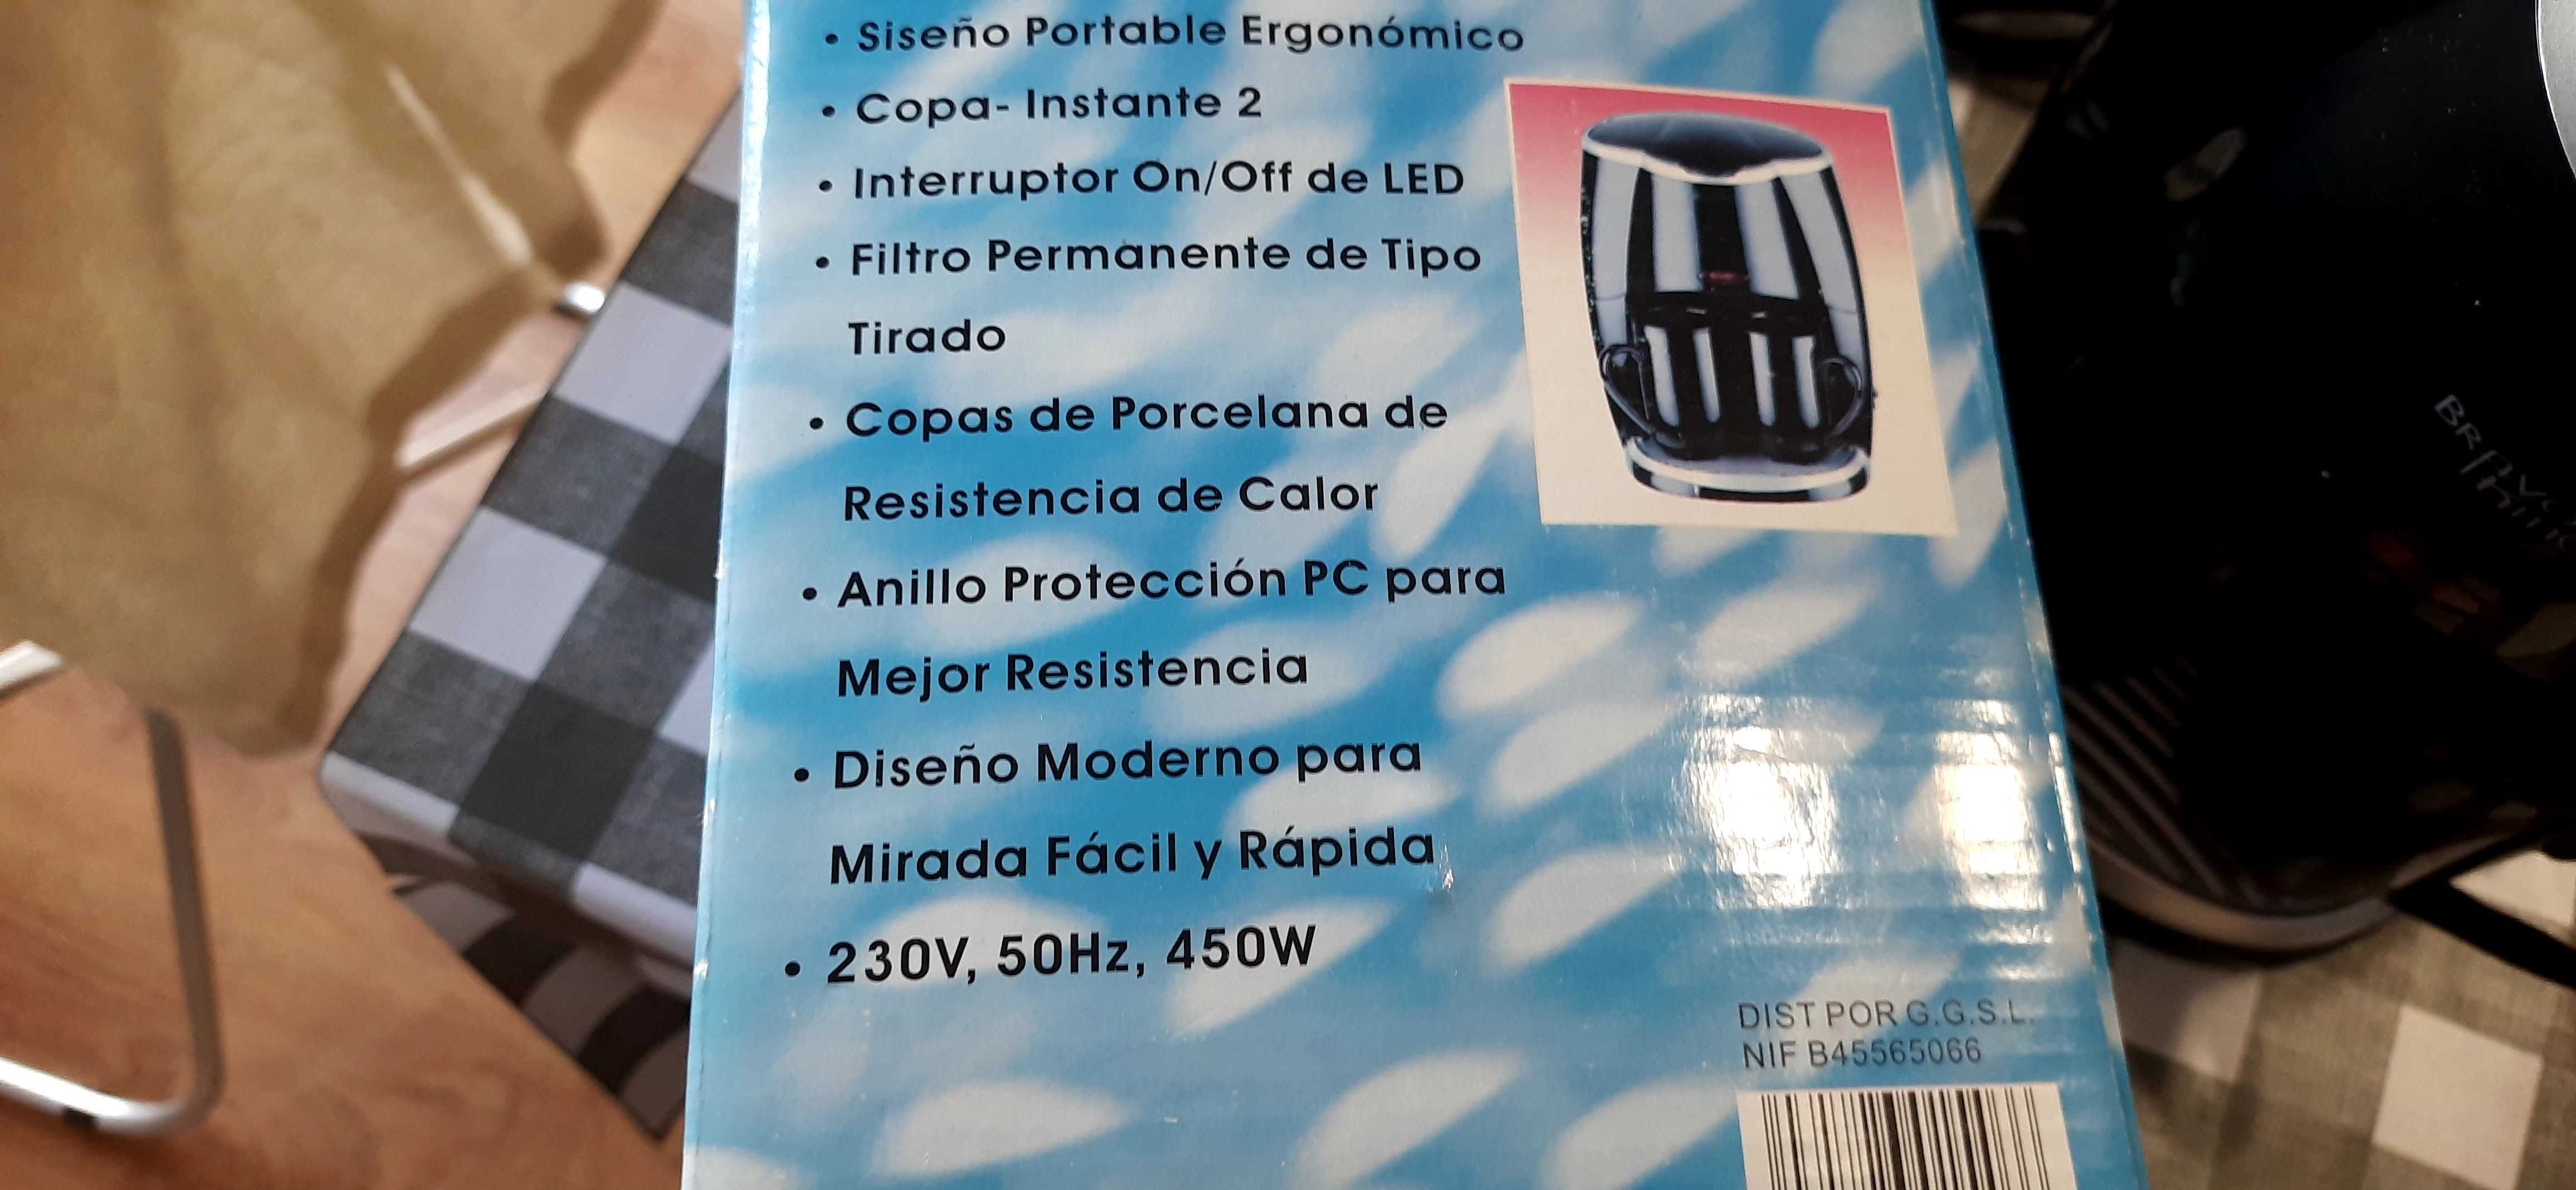 • Siseño Portable Ergonómico
• Copa- Instante 2
• Interruptor On/Off de LED
• Filtro Permanente de Tipo
Tirado
• Copas de Porcelana de
Resistencia de Calor
• Anillo Protección PC para
Mejor Resistencia
• Diseño Moderno para
Mirada Fácil y Rápida
• 230V, 50Hz, 450W
DIST POR G.G.S.L.
NIF B45565066